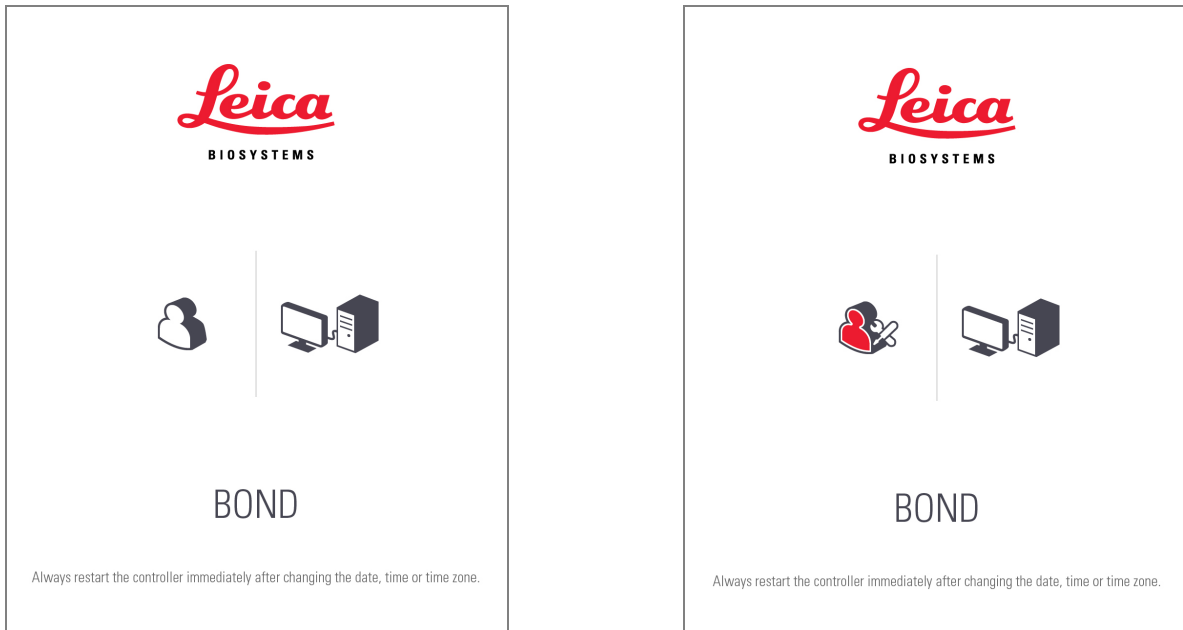 Leica
BIOSYSTEMS
BOND
Always restart the controller immediately after changing the date, time or time zone.
Leica
BIOSYSTEMS
BOND
Always restart the controller immediately after changing the date, time or time zone.